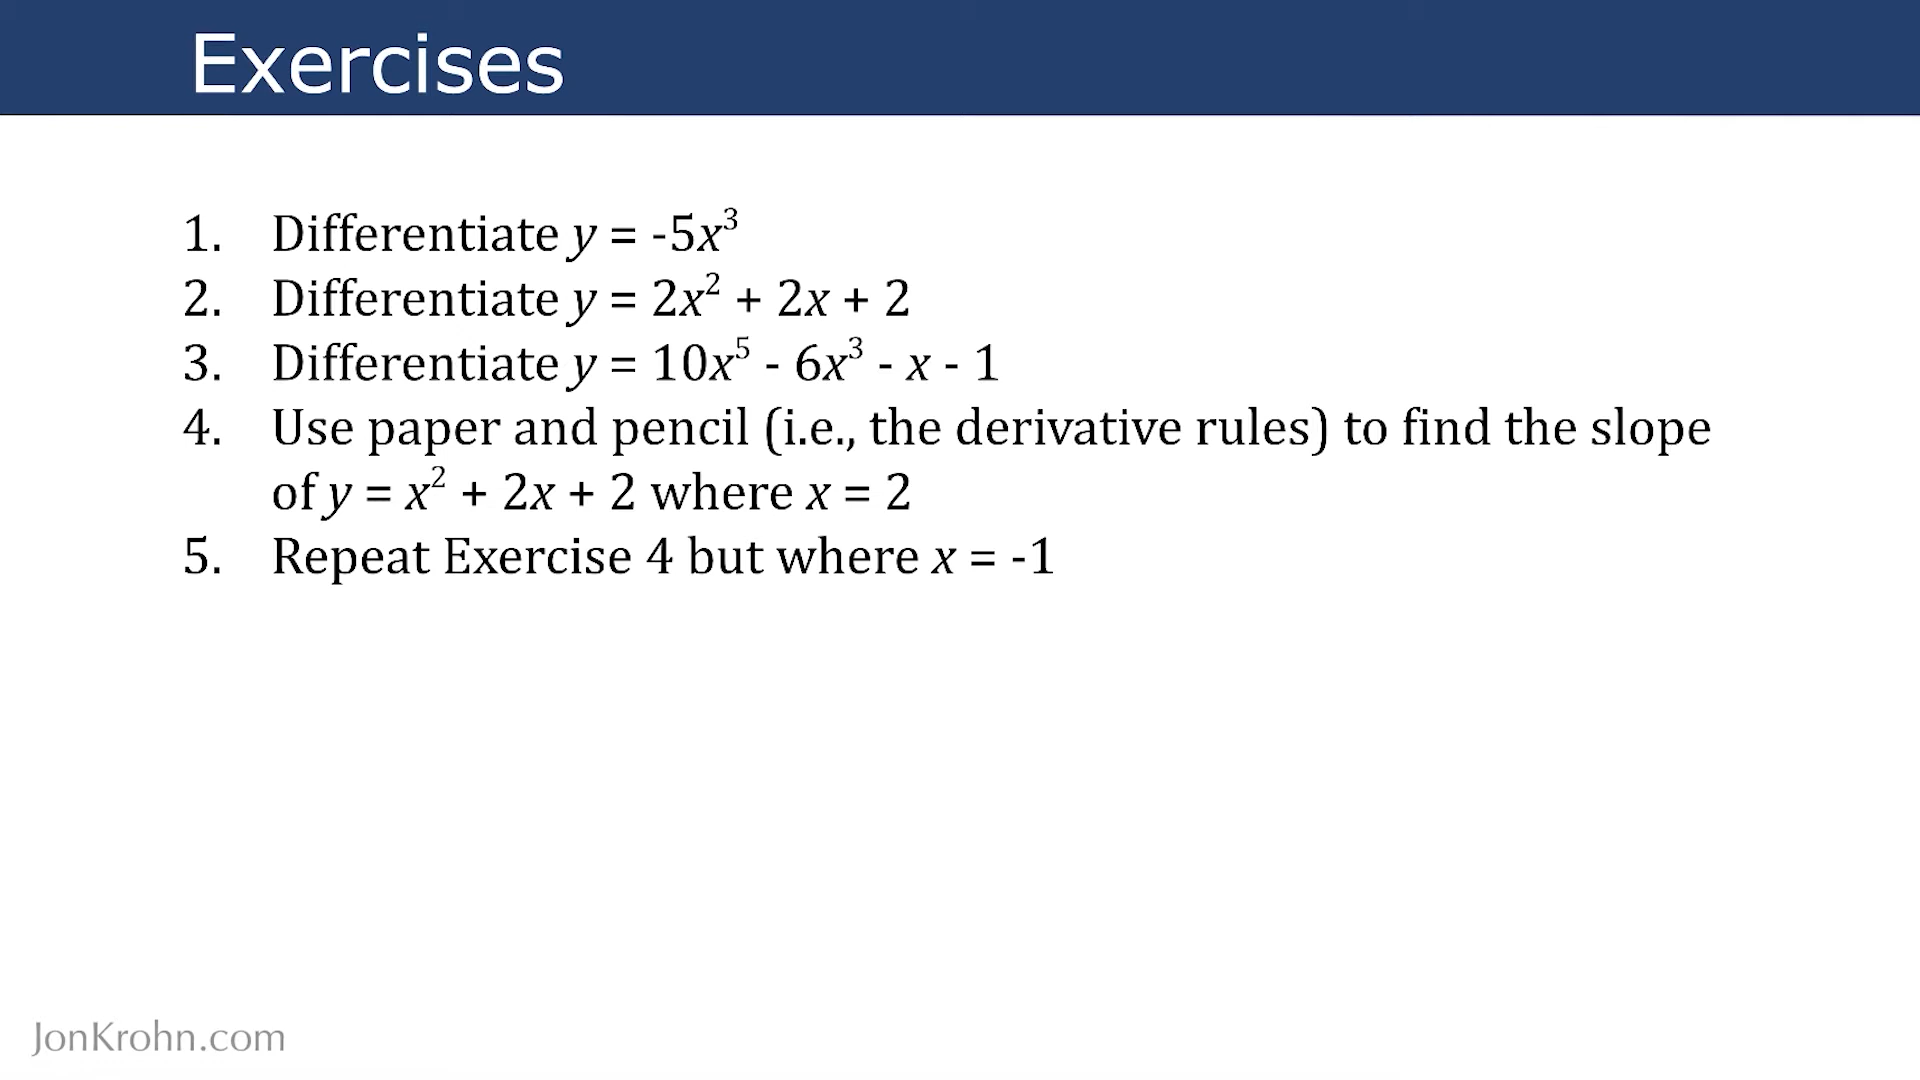 Exercises
1. Differentiate y = -5x³
2. Differentiate y = 2x² + 2x + 2
3. Differentiate y = 10x⁵ - 6x³ - x - 1
4. Use paper and pencil (i.e., the derivative rules) to find the slope
of y = x² + 2x + 2 where x = 2
5. Repeat Exercise 4 but where x = -1
JonKrohn.com